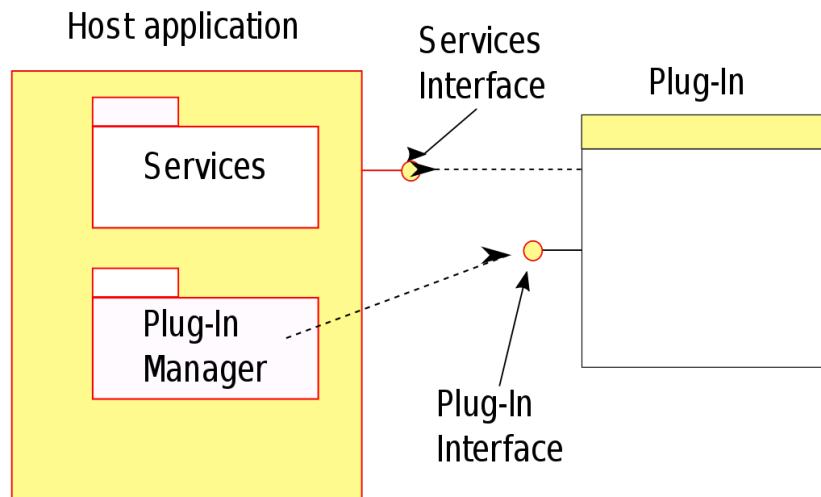 Host application
Services
Interface
Plug-In
Services
Plug-In
Manager
Plug-In
Interface